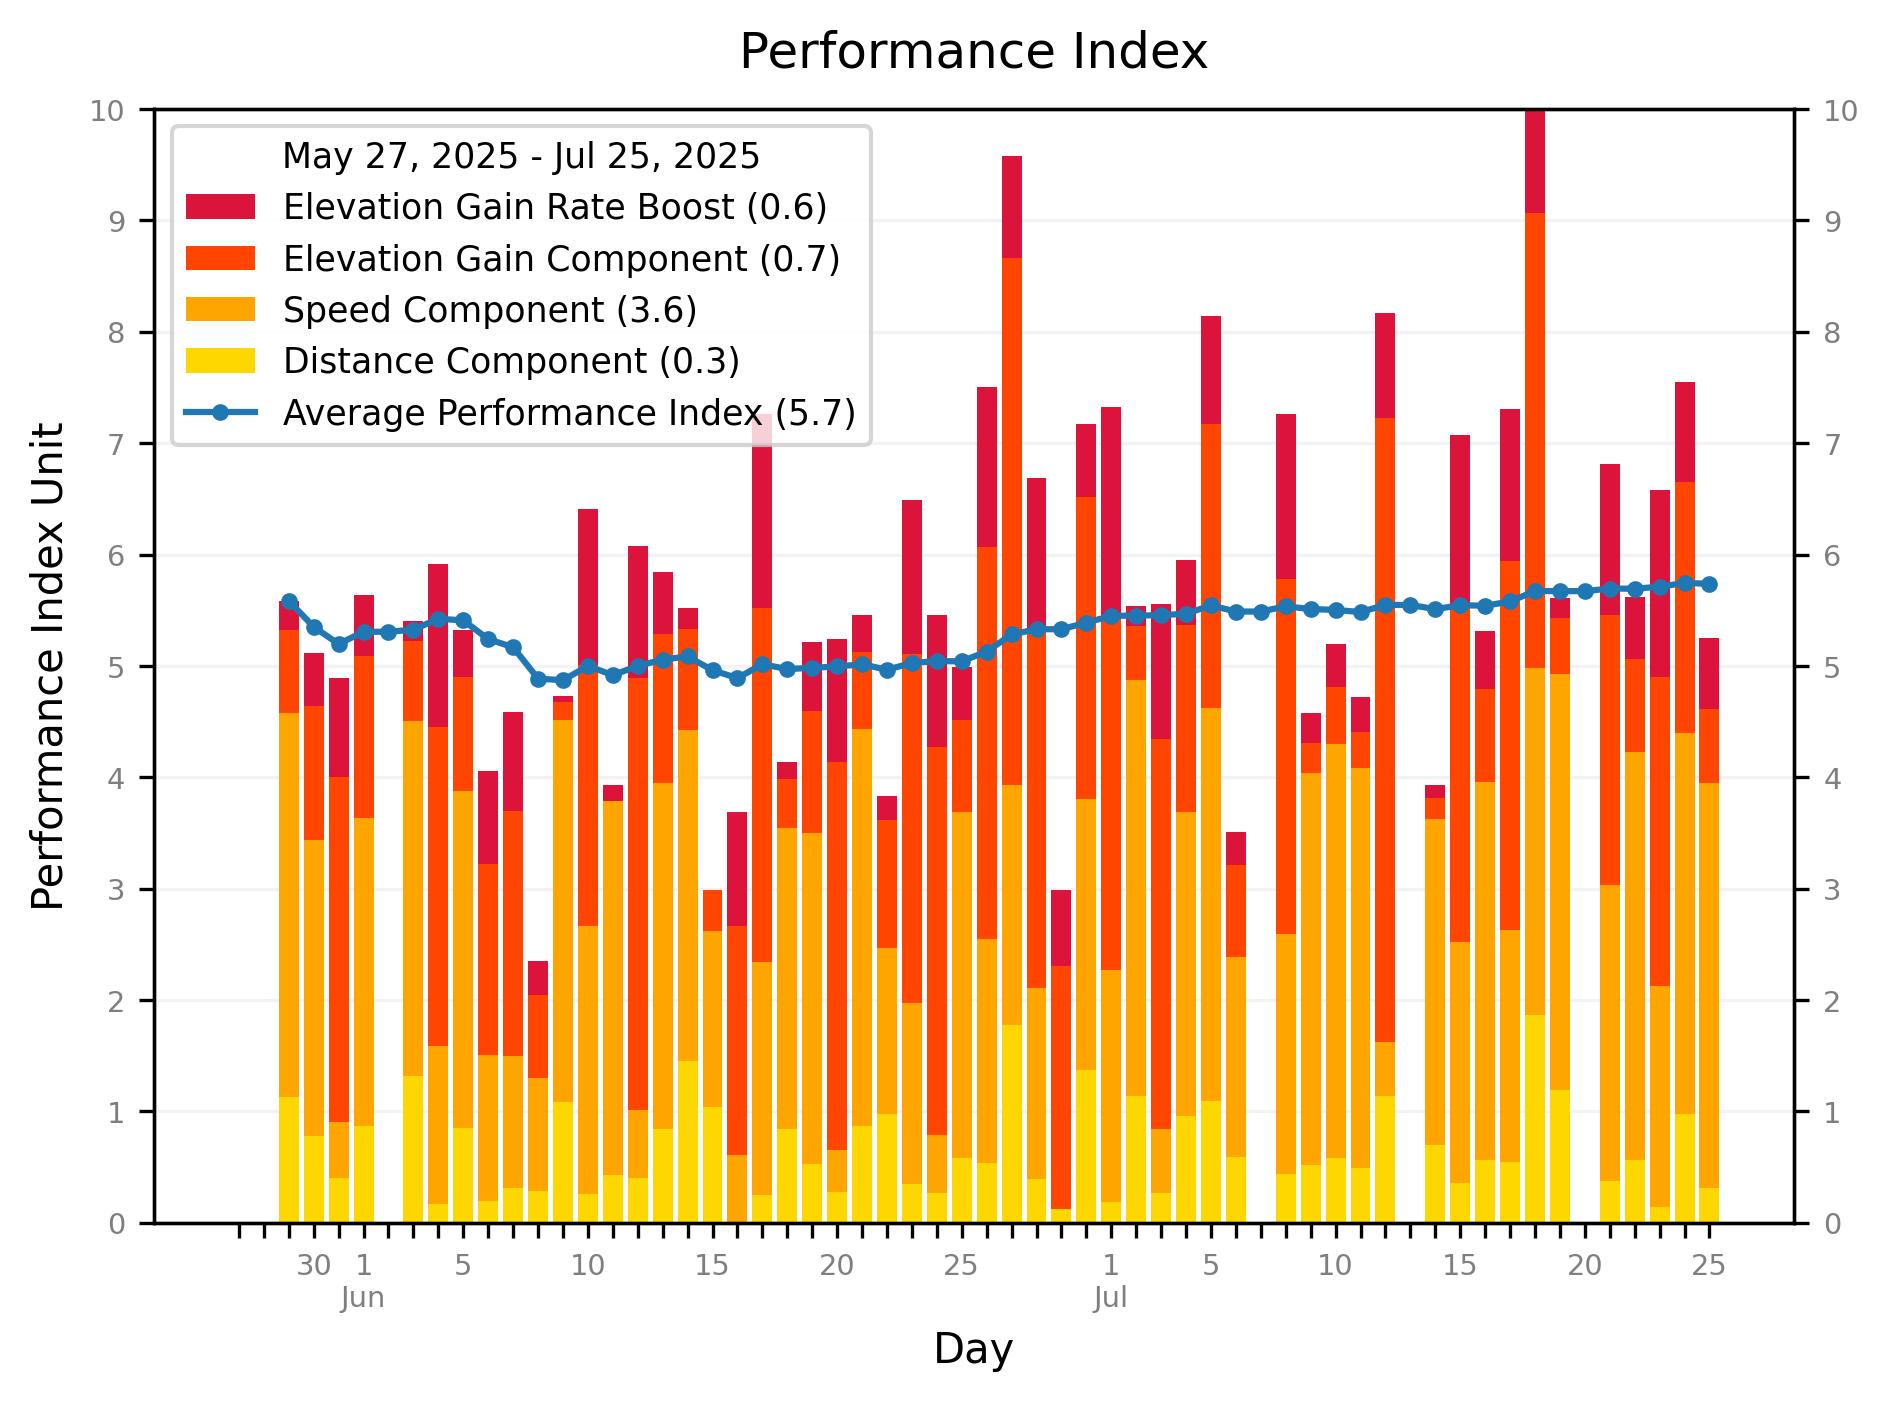 Performance Index
10
9
8
7
6
5
4
3
2
1
0
Performance Index Unit
May 27, 2025 - Jul 25, 2025
Elevation Gain Rate Boost (0.6)
Elevation Gain Component (0.7)
Speed Component (3.6)
Distance Component (0.3)
Average Performance Index (5.7)
10
9
8
7
6
5
4
3
2
1
0
30 1 5 10 15 20 25 1 5 10 15 20 25
Jun Jul
Day